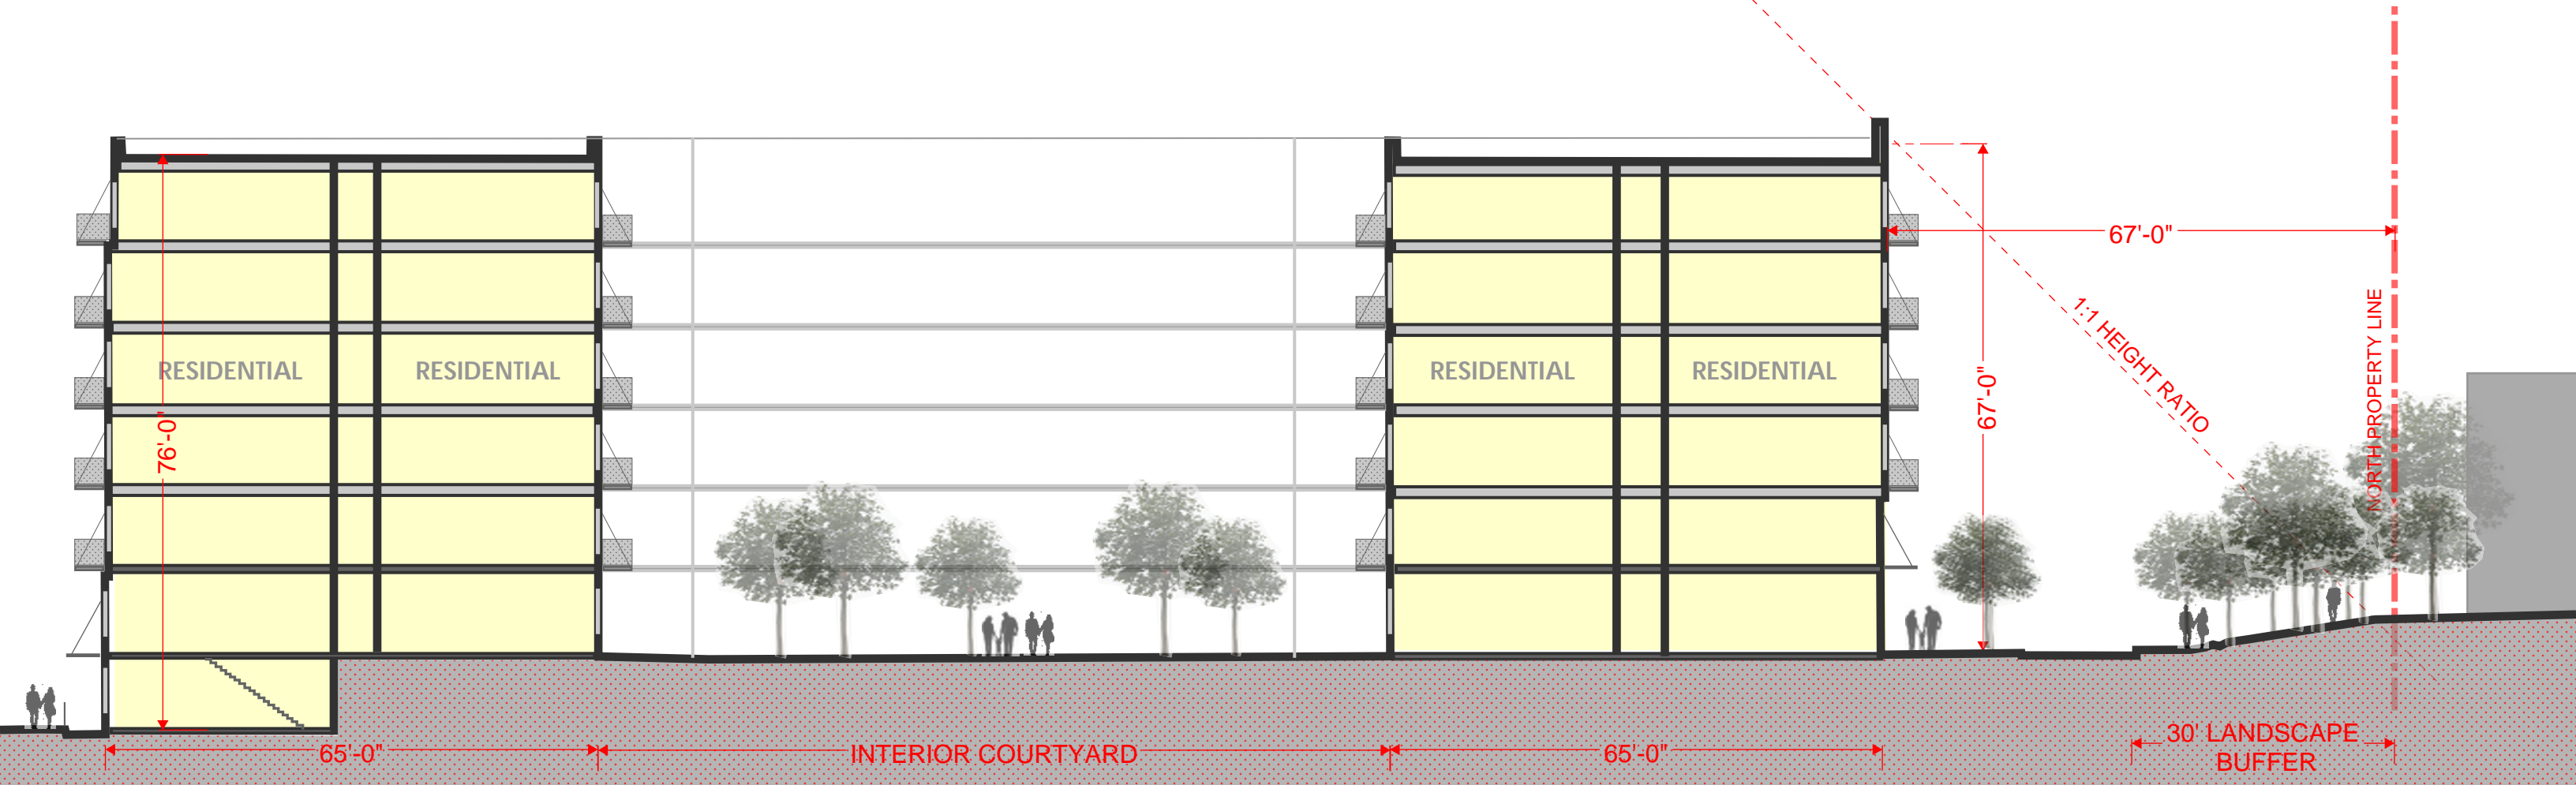 67'-0"
1:1 HEIGHT RATIO
NORTH PROPERTY LINE
RESIDENTIAL
RESIDENTIAL
RESIDENTIAL
RESIDENTIAL
76'-0"
67'-0"
65'-0"
INTERIOR COURTYARD
65'-0"
30' LANDSCAPE
BUFFER